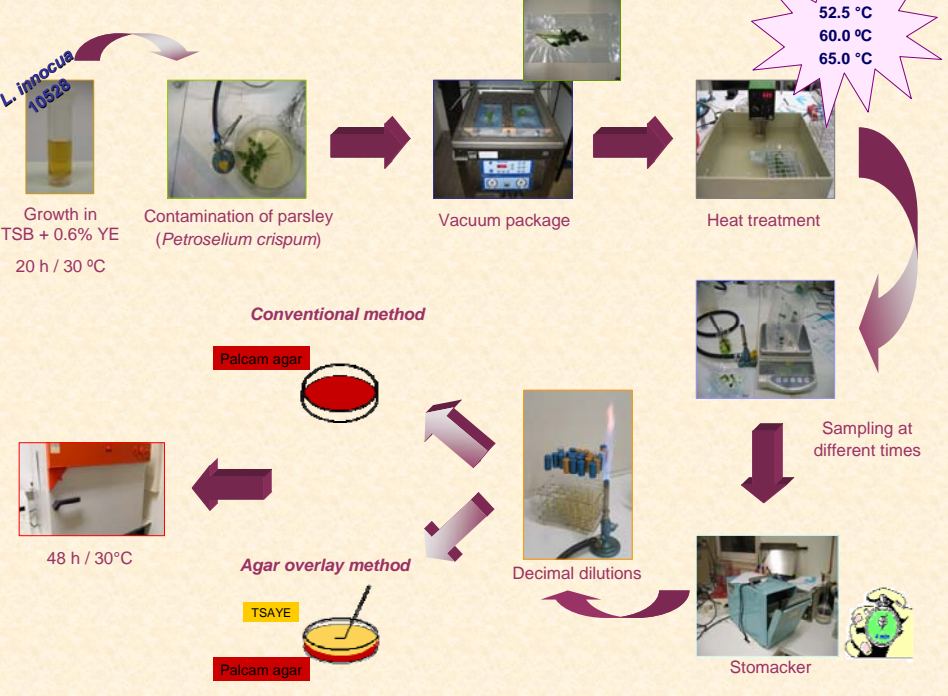 52.5 °C
60.0 ºC
65.0 °C
L. innocua
10528
Growth in
TSB + 0.6% YE
20 h / 30 ºC
Contamination of parsley
(Petroselium crispum)
Vacuum package
Heat treatment
Sampling at
different times
Stomacker
Decimal dilutions
Conventional method
Palcam agar
Agar overlay method
TSAYE
Palcam agar
48 h / 30°C